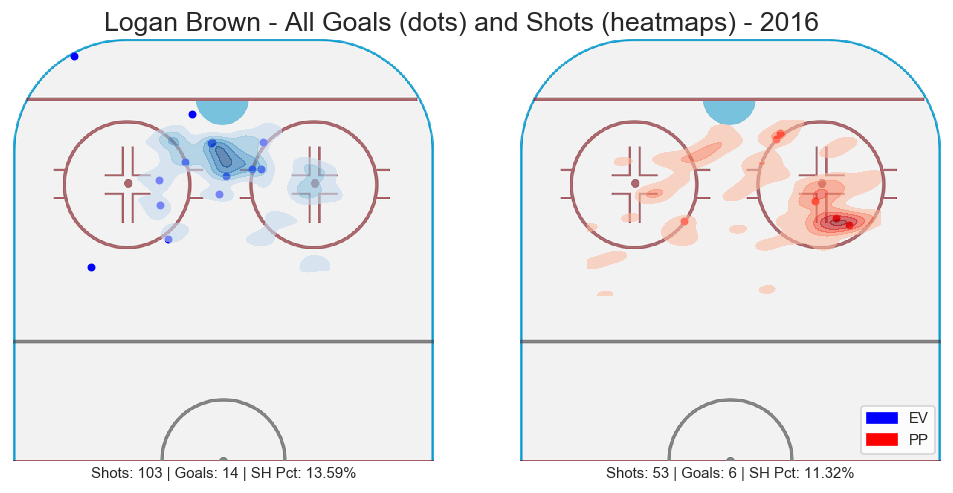 Logan Brown - All Goals (dots) and Shots (heatmaps) - 2016
EV
PP
Shots: 103 | Goals: 14 | SH Pct: 13.59%
Shots: 53 | Goals: 6 | SH Pct: 11.32%